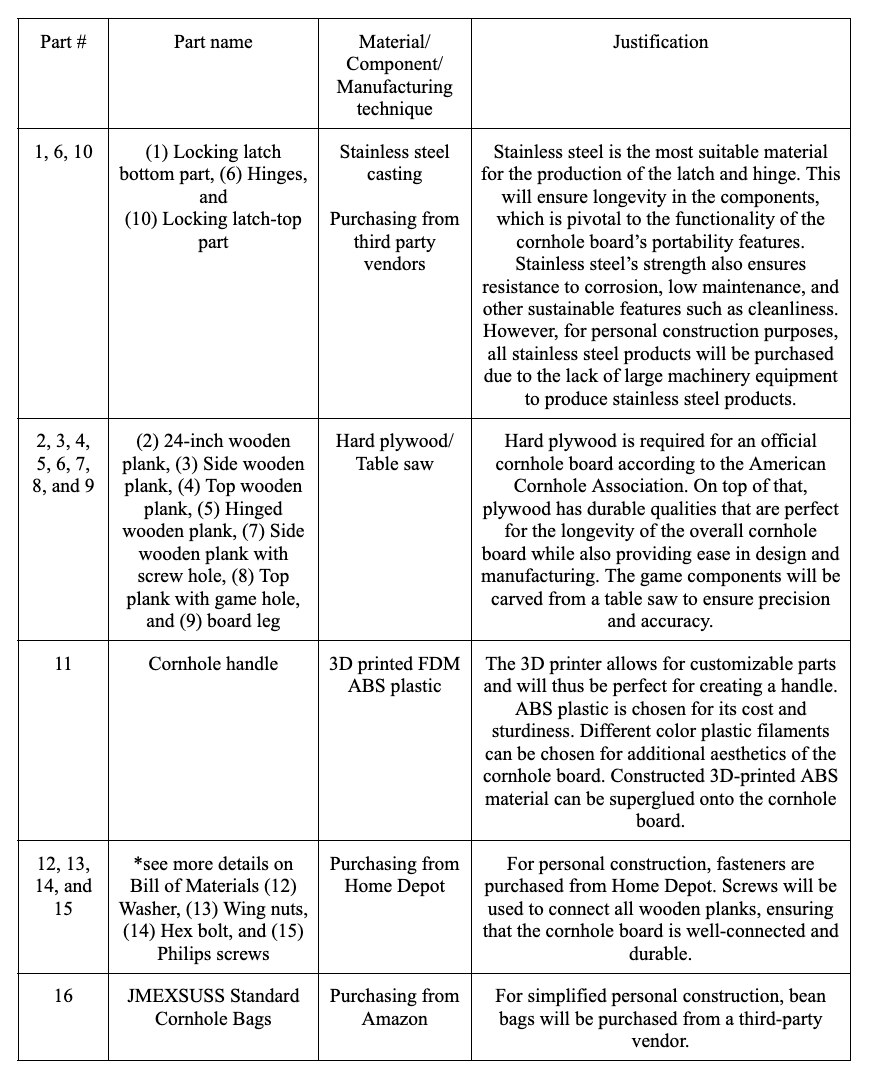 Part #
Part name
Material/
Component/
Manufacturing
technique
Justification
1, 6, 10
(1) Locking latch
bottom part, (6) Hinges,
and
(10) Locking latch-top
part
Stainless steel
casting
Purchasing from
third party
vendors
Stainless steel is the most suitable material
for the production of the latch and hinge. This
will ensure longevity in the components,
which is pivotal to the functionality of the
cornhole board’s portability features.
Stainless steel’s strength also ensures
resistance to corrosion, low maintenance, and
other sustainable features such as cleanliness.
However, for personal construction purposes,
all stainless steel products will be purchased
due to the lack of large machinery equipment
to produce stainless steel products.
2, 3, 4,
5, 6, 7,
8, and 9
(2) 24-inch wooden
plank, (3) Side wooden
plank, (4) Top wooden
plank, (5) Hinged
wooden plank, (7) Side
wooden plank with
screw hole, (8) Top
plank with game hole,
and (9) board leg
Hard plywood/
Table saw
Hard plywood is required for an official
cornhole board according to the American
Cornhole Association. On top of that,
plywood has durable qualities that are perfect
for the longevity of the overall cornhole
board while also providing ease in design and
manufacturing. The game components will be
carved from a table saw to ensure precision
and accuracy.
11
Cornhole handle
3D printed FDM
ABS plastic
The 3D printer allows for customizable parts
and will thus be perfect for creating a handle.
ABS plastic is chosen for its cost and
sturdiness. Different color plastic filaments
can be chosen for additional aesthetics of the
cornhole board. Constructed 3D-printed ABS
material can be superglued onto the cornhole
board.
12, 13,
14, and
15
*see more details on
Bill of Materials (12)
Washer, (13) Wing nuts,
(14) Hex bolt, and (15)
Philips screws
Purchasing from
Home Depot
For personal construction, fasteners are
purchased from Home Depot. Screws will be
used to connect all wooden planks, ensuring
that the cornhole board is well-connected and
durable.
16
JMEXSUSS Standard
Cornhole Bags
Purchasing from
Amazon
For simplified personal construction, bean
bags will be purchased from a third-party
vendor.